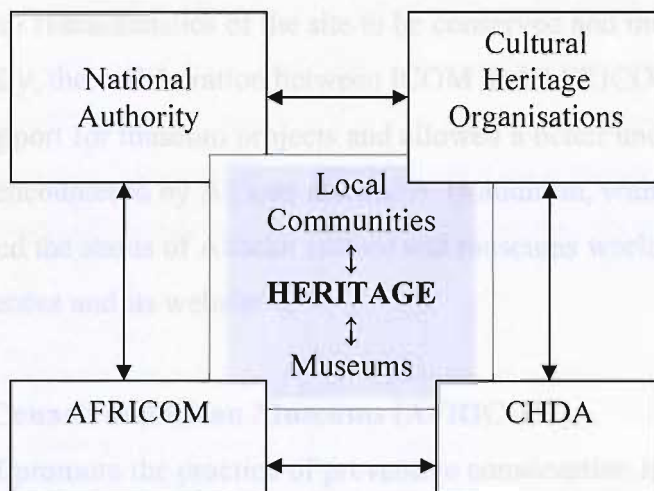 National
Authority
Cultural
Heritage
Organisations
Local
Communities
↕
HERITAGE
↕
Museums
AFRICOM
CHDA